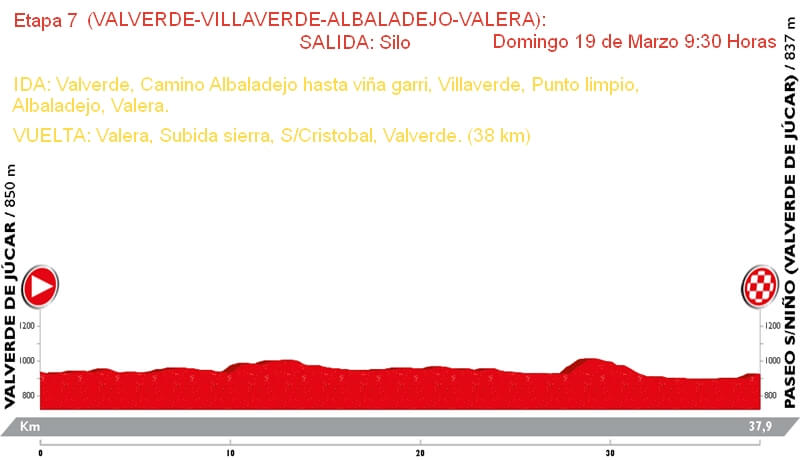 Etapa 7 (VALVERDE-VILLAVERDE-ALBALADEJO-VALERA):
SALIDA: Silo
Domingo 19 de Marzo 9:30 Horas
IDA: Valverde, Camino Albaladejo hasta viña garri, Villaverde, Punto limpio,
Albaladejo, Valera.
VUELTA: Valera, Subida sierra, S/Cristobal, Valverde. (38 km)
VALVERDE DE JÚCAR / 850 m
PASEO S/NIÑO (VALVERDE DE JÚCAR) / 837 m
1200
1000
800
1200
1000
800
Km
37,9
0
10
20
30